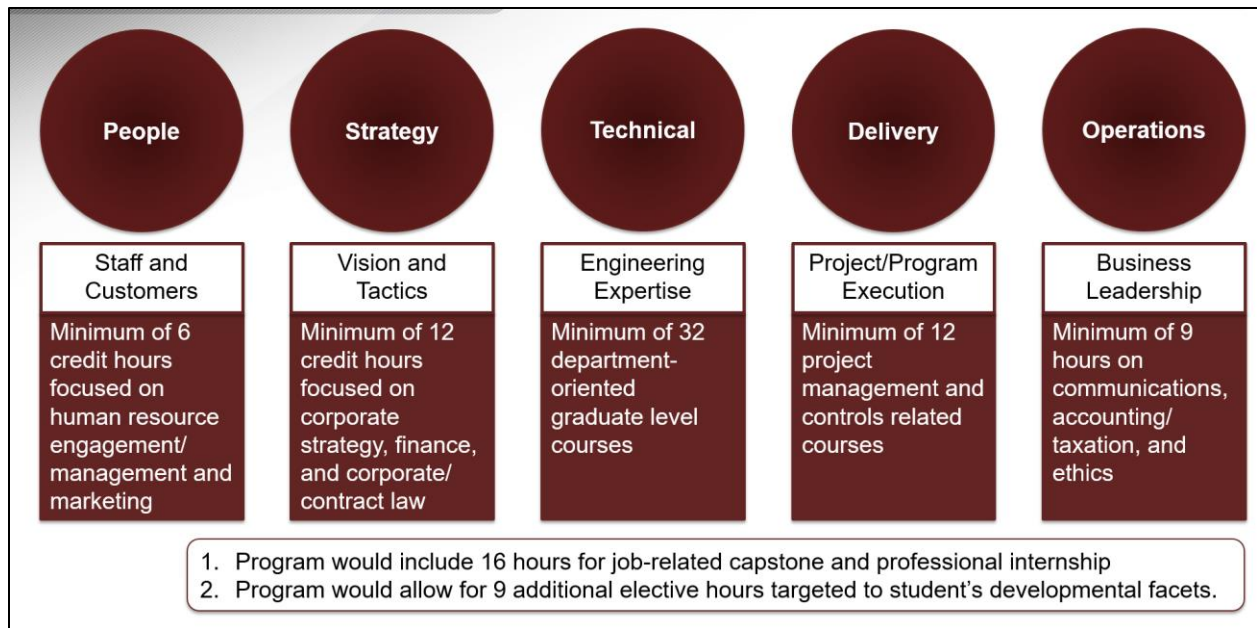 People
Strategy
Technical
Delivery
Operations
Staff and
Customers
Minimum of 6
credit hours
focused on
human resource
engagement/
management and
marketing
Vision and
Tactics
Minimum of 12
credit hours
focused on
corporate
strategy, finance,
and corporate/
contract law
Engineering
Expertise
Minimum of 32
department-
oriented
graduate level
courses
Project/Program
Execution
Minimum of 12
project
management and
controls related
courses
Business
Leadership
Minimum of 9
hours on
communications,
accounting/
taxation, and
ethics
1. Program would include 16 hours for job-related capstone and professional internship
2. Program would allow for 9 additional elective hours targeted to student’s developmental facets.